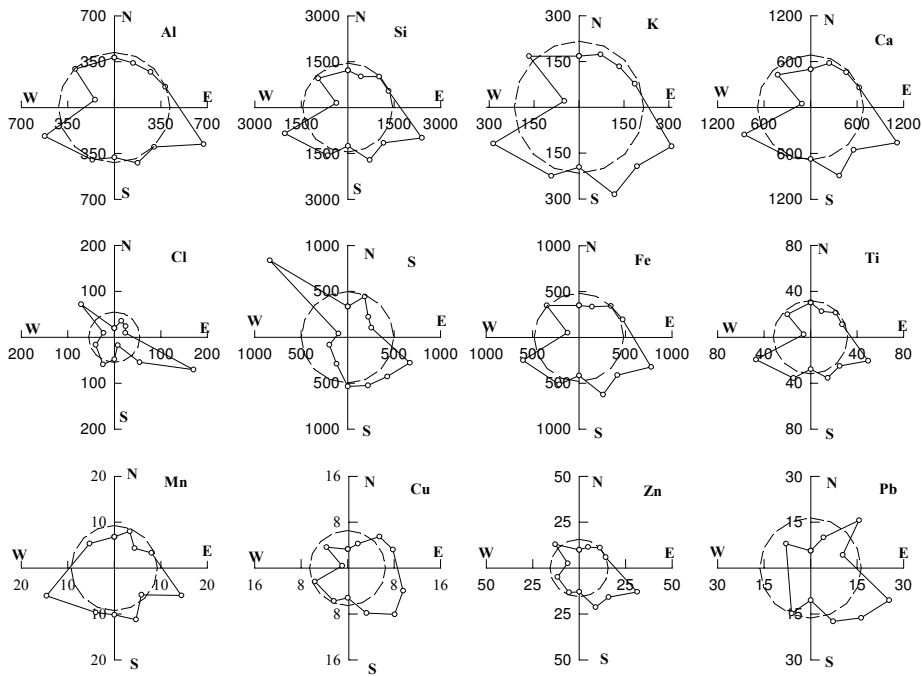 700 N Al
350
W E
700 350 350 700
350
700 S
3000 N Si
1500
W E
3000 1500 1500 3000
1500
3000 S
300 N K
150
W E
300 150 150 300
150
300 S
1200 N Ca
600
W E
1200 600 600 1200
600
1200 S
200 N Cl
100
W E
200 100 100 200
100
200 S
1000 N S
500
W E
1000 500 500 1000
500
1000 S
1000 N Fe
500
W E
1000 500 500 1000
500
1000 S
80 N Ti
40
W E
80 40 40 80
40
80 S
20 N Mn
10
W E
20 10 10 20
10
20 S
16 N Cu
8
W E
16 8 8 16
8
16 S
50 N Zn
25
W E
50 25 25 50
25
50 S
30 N Pb
15
W E
30 15 15 30
15
30 S